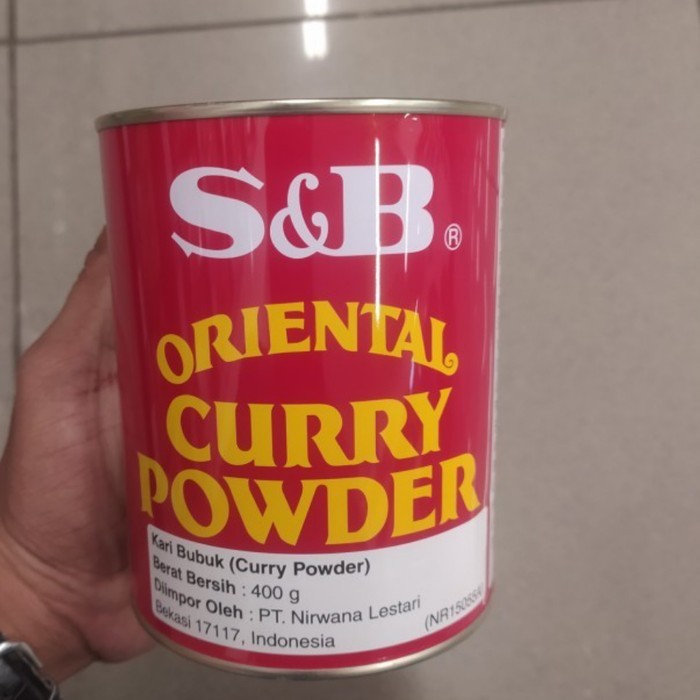 S&B ®
ORIENTAL
CURRY
POWDER
Kari Bubuk (Curry Powder)
Berat Bersih : 400 g
Diimpor Oleh : PT. Nirwana Lestari
Bekasi 17117, Indonesia